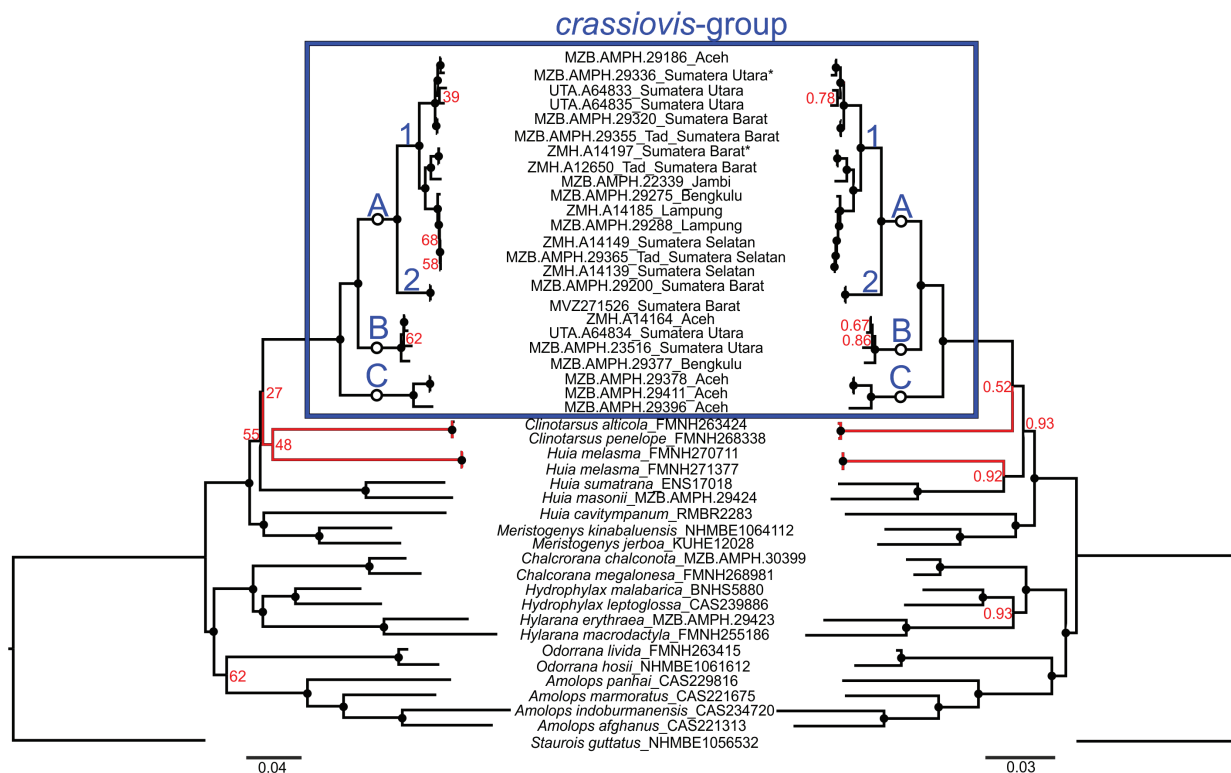 crassiovis-group
MZB.AMPH.29186_Aceh
MZB.AMPH.29336_Sumatera Utara*
39
UTA.A64833_Sumatera Utara
0.78
UTA.A64835_Sumatera Utara
MZB.AMPH.29320_Sumatera Barat
1
MZB.AMPH.29355_Tad_Sumatera Barat
1
ZMH.A14197_Sumatera Barat*
ZMH.A12650_Tad_Sumatera Barat
MZB.AMPH.22339_Jambi
MZB.AMPH.29275_Bengkulu
A
ZMH.A14185_Lampung
A
MZB.AMPH.29288_Lampung
68
ZMH.A14149_Sumatera Selatan
MZB.AMPH.29365_Tad_Sumatera Selatan
58
ZMH.A14139_Sumatera Selatan
2
MZB.AMPH.29200_Sumatera Barat
2
MVZ271526_Sumatera Barat
ZMH.A14164_Aceh
0.67
B
62
UTA.A64834_Sumatera Utara
0.86
B
MZB.AMPH.23516_Sumatera Utara
MZB.AMPH.29377_Bengkulu
C
MZB.AMPH.29378_Aceh
C
27
MZB.AMPH.29411_Aceh
0.52
MZB.AMPH.29396_Aceh
Clinotarsus alticola_FMNH263424
0.93
55
48
Clinotarsus penelope_FMNH268338
Huia melasma_FMNH270711
Huia melasma_FMNH271377
0.92
Huia sumatrana_ENS17018
Huia masonii_MZB.AMPH.29424
Huia cavitympanum_RMBR2283
Meristogenys kinabaluensis_NHMBE1064112
Meristogenys jerboa_KUHE12028
Chalcrorana chalconota_MZB.AMPH.30399
Chalcorana megalonesa_FMNH268981
Hydrophylax malabarica_BNHS5880
Hydrophylax leptoglossa_CAS239886
0.93
Hylarana erythraea_MZB.AMPH.29423
Hylarana macrodactyla_FMNH255186
Odorrana livida_FMNH263415
Odorrana hosii_NHMBE1061612
62
Amolops panhai_CAS229816
Amolops marmoratus_CAS221675
Amolops indoburmanensis_CAS234720
Amolops afghanus_CAS221313
Staurois guttatus_NHMBE1056532
0.04
0.03